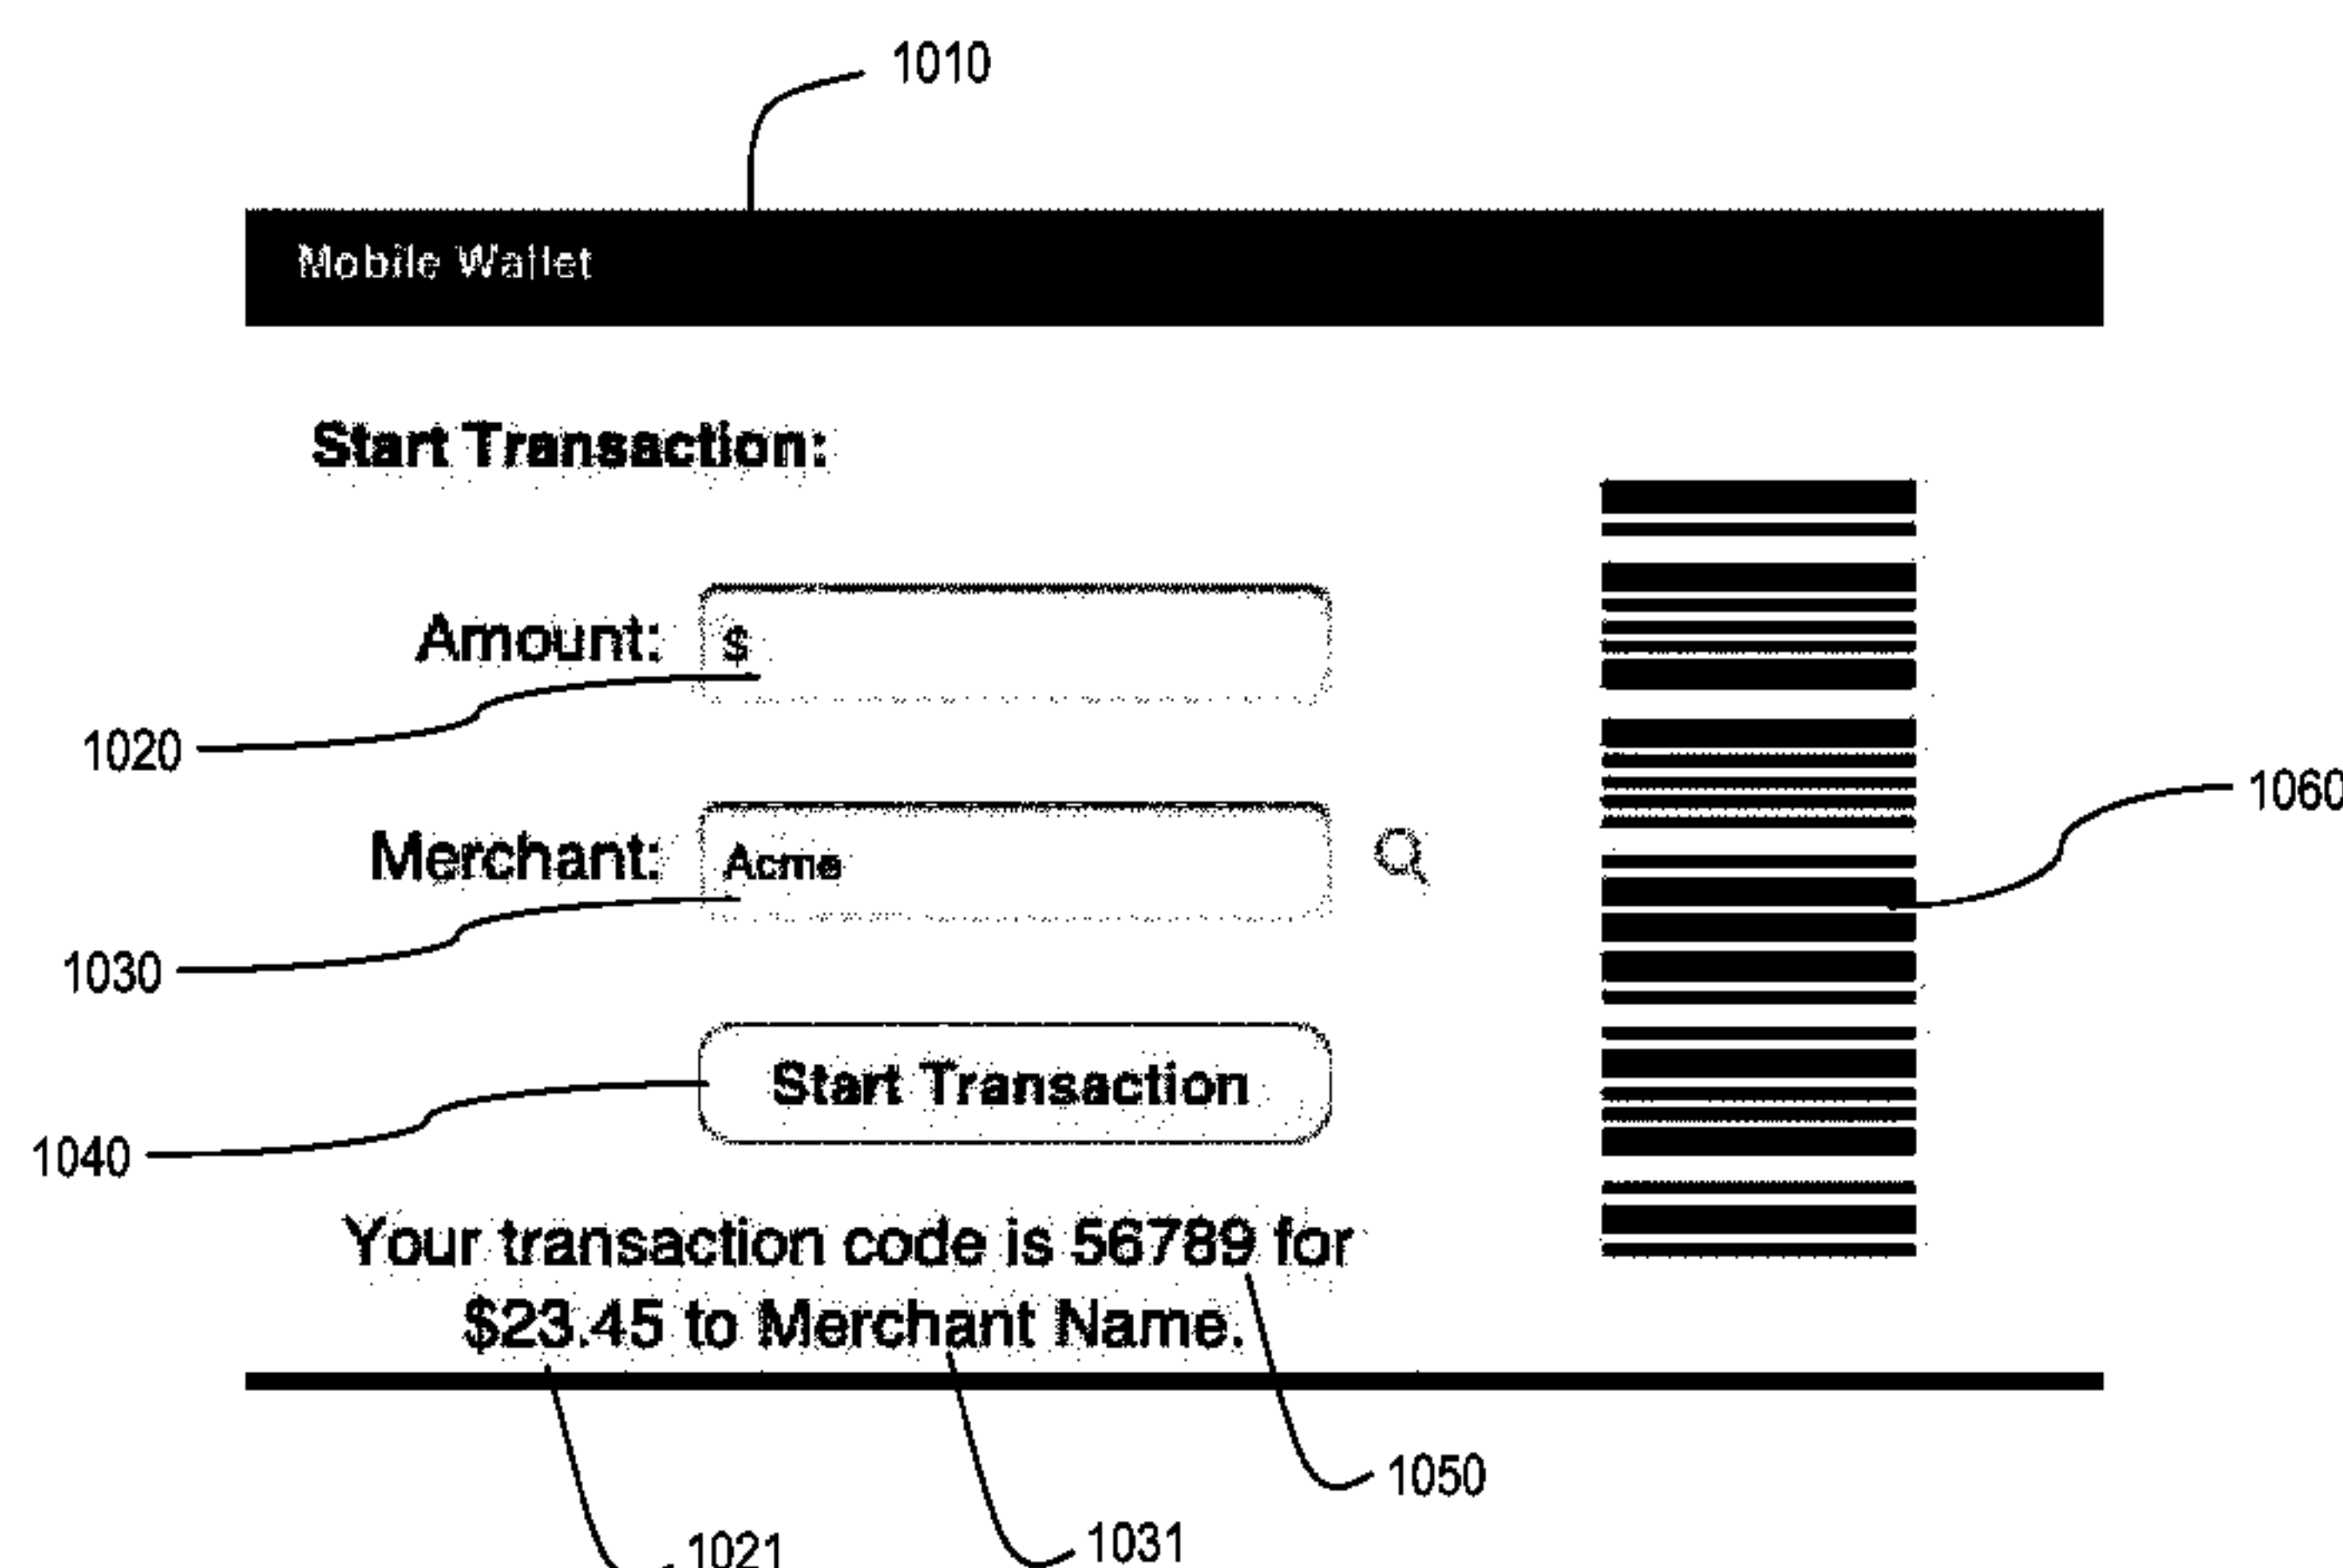 1010
Mobile Wallet
Start Transaction:
Amount: $
1020
1060
Merchant: Acme
1030
Start Transaction
1040
Your transaction code is 56789 for
$23.45 to Merchant Name.
1050
1021
1031